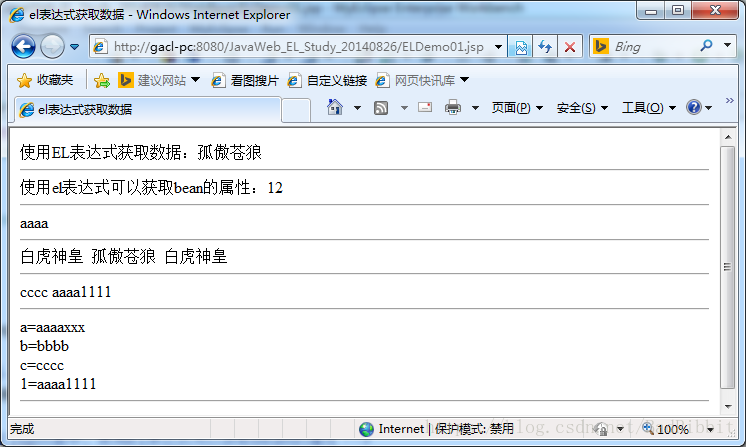 el表达式获取数据 - Windows Internet Explorer
http://gacl-pc:8080/JavaWeb_EL_Study_20140826/ELDemo01.jsp
Bing
收藏夹 建议网站 看图搜片 自定义链接 网页快讯库
el表达式获取数据
页面(P) 安全(S) 工具(O)
使用EL表达式获取数据：孤傲苍狼
使用el表达式可以获取bean的属性：12
aaaa
白虎神皇 孤傲苍狼 白虎神皇
cccc aaaa1111
a=aaaaxxx
b=bbbb
c=cccc
1=aaaa1111
完成 Internet | 保护模式: 禁用 100%